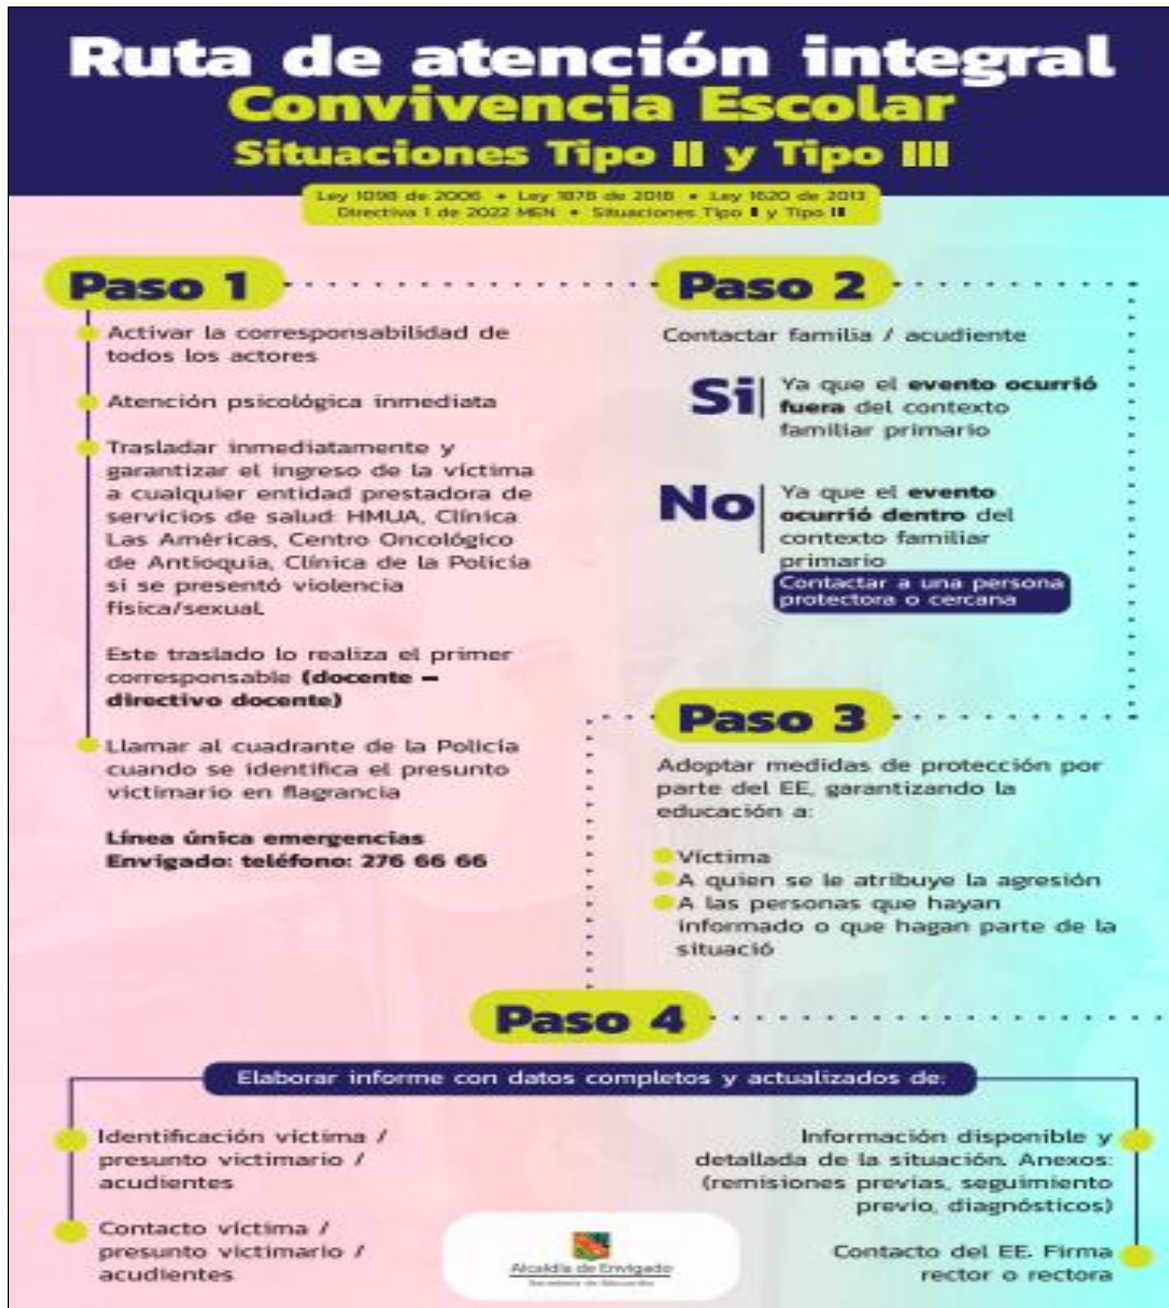 Ruta de atención integral
Convivencia Escolar
Situaciones Tipo II y Tipo III
Ley 1098 de 2006 • Ley 1878 de 2018 • Ley 1620 de 2013
Directiva 1 de 2022 MEN • Situaciones Tipo II y Tipo III
Paso 1
Activar la corresponsabilidad de
todos los actores
Atención psicológica inmediata
Trasladar inmediatamente y
garantizar el ingreso de la víctima
a cualquier entidad prestadora de
servicios de salud: HMUA, Clínica
Las Américas, Centro Oncológico
de Antioquia, Clínica de la Policía
si se presentó violencia
física/sexual.
Este traslado lo realiza el primer
corresponsable (docente –
directivo docente)
Llamar al cuadrante de la Policía
cuando se identifica el presunto
victimario en flagrancia
Línea única emergencias
Envigado: teléfono: 276 66 66
Paso 2
Contactar familia / acudiente
Si
Ya que el evento ocurrió
fuera del contexto
familiar primario
No
Ya que el evento
ocurrió dentro del
contexto familiar
primario
Contactar a una persona
protectora o cercana
Paso 3
Adoptar medidas de protección por
parte del EE, garantizando la
educación a:
Víctima
A quien se le atribuye la agresión
A las personas que hayan
informado o que hagan parte de la
situació
Paso 4
Elaborar informe con datos completos y actualizados de:
Identificación víctima /
presunto victimario /
acudientes
Contacto víctima /
presunto victimario /
acudientes
Información disponible y
detallada de la situación. Anexos:
(remisiones previas, seguimiento
previo, diagnósticos)
Contacto del EE. Firma
rector o rectora
Alcaldía de Envigado
Secretaría de Educación